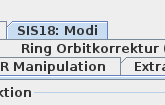 SIS18: Modi
Ring Orbitkorrektur (
R Manipulation Extra
ktion